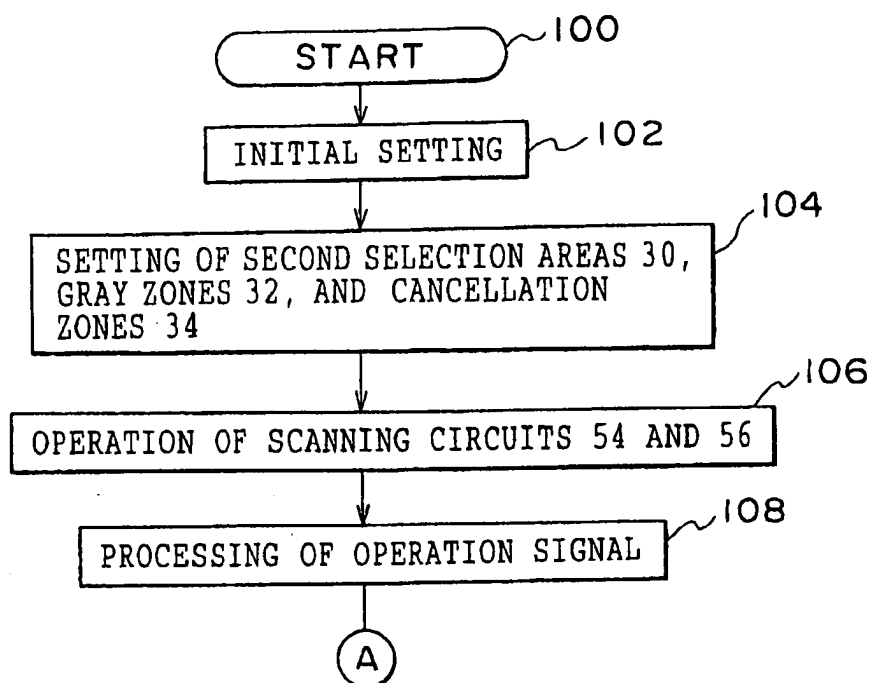 START
100
INITIAL SETTING
102
104
SETTING OF SECOND SELECTION AREAS 30,
GRAY ZONES 32, AND CANCELLATION
ZONES 34
106
OPERATION OF SCANNING CIRCUITS 54 AND 56
108
PROCESSING OF OPERATION SIGNAL
A